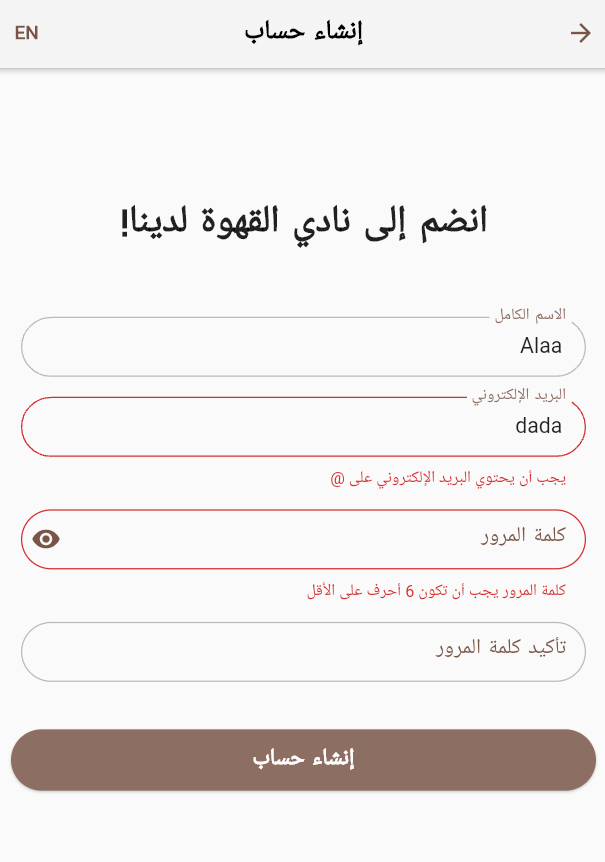 إنشاء حساب
EN
انضم إلى نادي القهوة لدينا!
الاسم الكامل
Alaa
البريد الإلكتروني
dada
يجب أن يحتوي البريد الإلكتروني على @
كلمة المرور
كلمة المرور يجب أن تكون 6 أحرف على الأقل
تأكيد كلمة المرور
إنشاء حساب